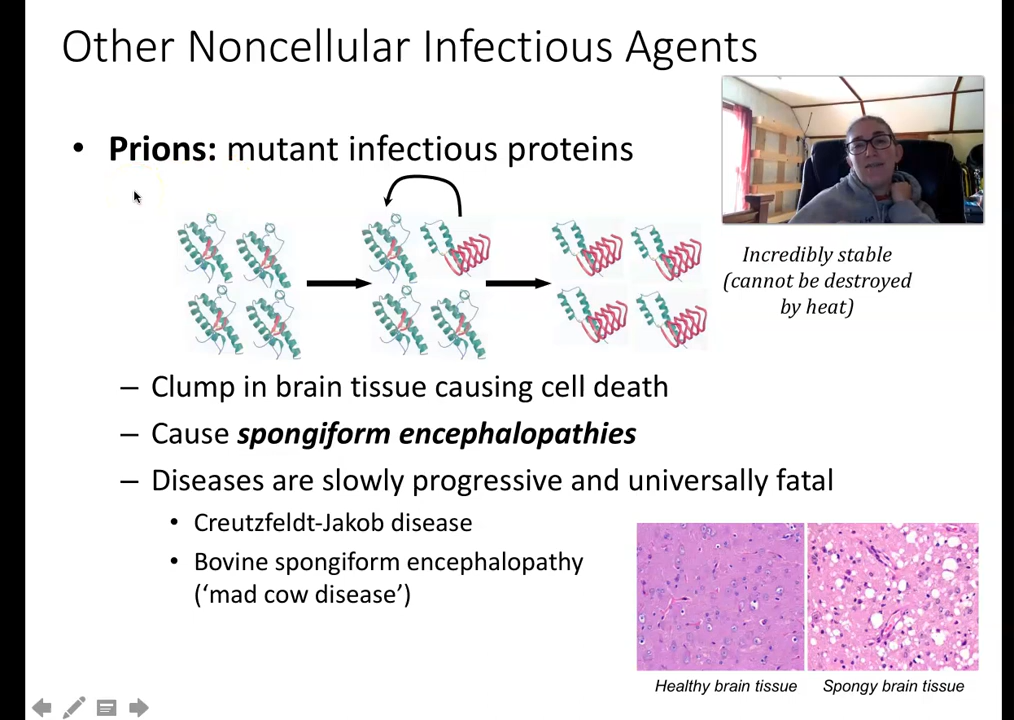 Other Noncellular Infectious Agents
• Prions: mutant infectious proteins
Incredibly stable
(cannot be destroyed
by heat)
– Clump in brain tissue causing cell death
– Cause spongiform encephalopathies
– Diseases are slowly progressive and universally fatal
• Creutzfeldt-Jakob disease
• Bovine spongiform encephalopathy
(‘mad cow disease’)
Healthy brain tissue
Spongy brain tissue